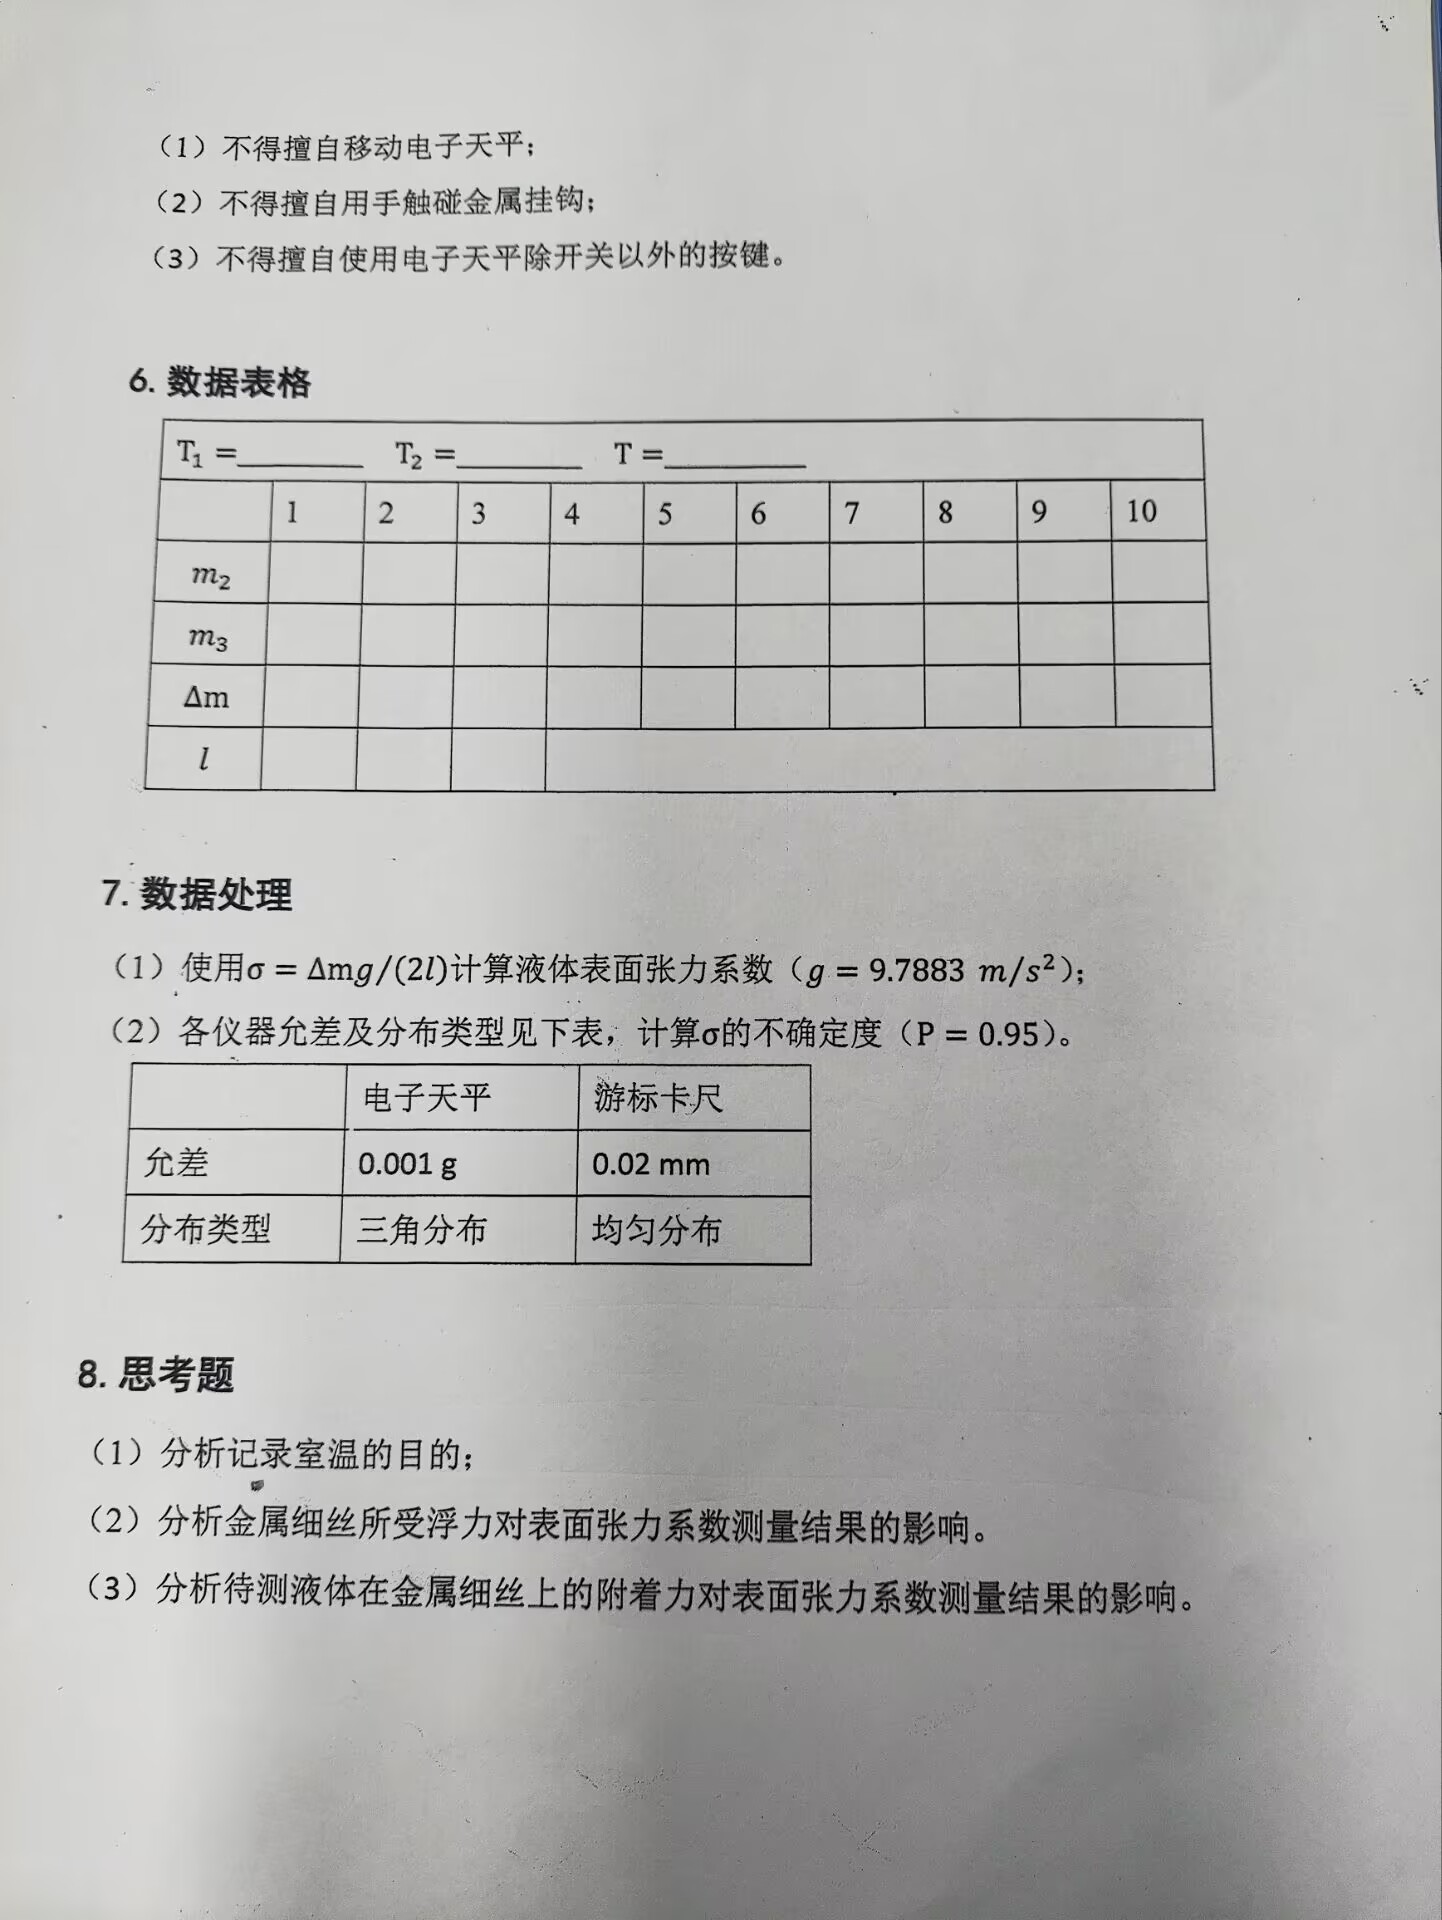 （1）不得擅自移动电子天平；
（2）不得擅自用手触碰金属挂钩；
（3）不得擅自使用电子天平除开关以外的按键。
6. 数据表格
T₁ =________ T₂ =________ T =________
1 2 3 4 5 6 7 8 9 10
m₂
m₃
Δm
l
7. 数据处理
（1）使用σ = Δmg/(2l)计算液体表面张力系数（g = 9.7883 m/s²）；
（2）各仪器允差及分布类型见下表，计算σ的不确定度（P = 0.95）。
电子天平 游标卡尺
允差 0.001 g 0.02 mm
分布类型 三角分布 均匀分布
8. 思考题
（1）分析记录室温的目的；
（2）分析金属细丝所受浮力对表面张力系数测量结果的影响。
（3）分析待测液体在金属细丝上的附着力对表面张力系数测量结果的影响。